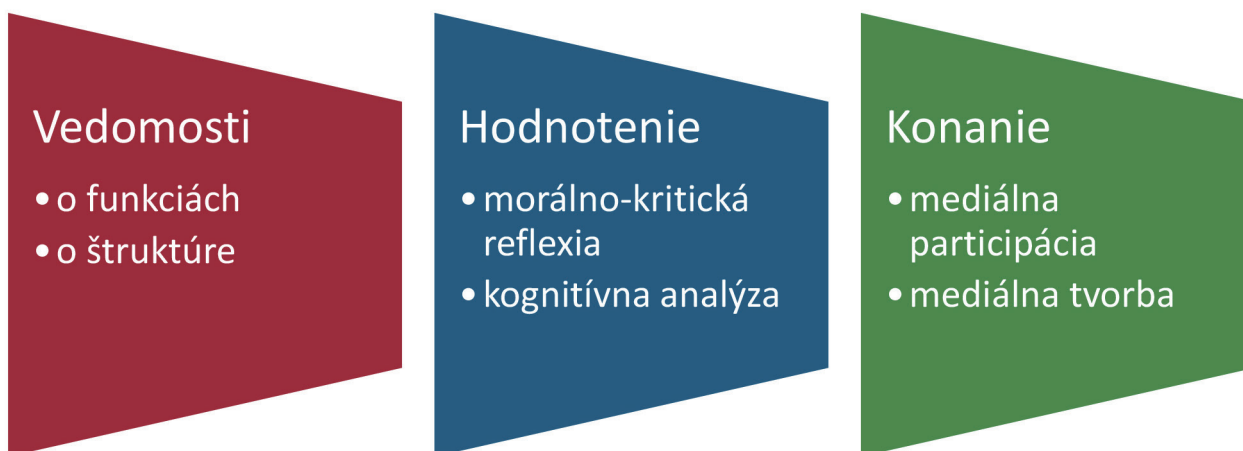 Vedomosti
• o funkciách
• o štruktúre
Hodnotenie
• morálno-kritická
reflexia
• kognitívna analýza
Konanie
• mediálna
participácia
• mediálna tvorba